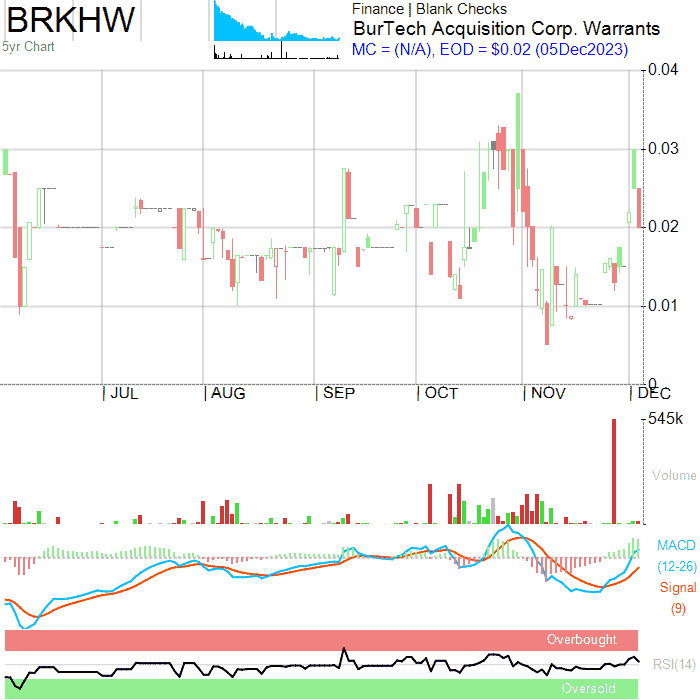 BRKHW
5yr Chart
Finance | Blank Checks
BurTech Acquisition Corp. Warrants
MC = (N/A), EOD = $0.02 (05Dec2023)
0.04
0.03
0.02
0.01
0
| JUL | AUG | SEP | OCT | NOV | DEC
545k
Volume
MACD
(12-26)
Signal
(9)
Overbought
RSI(14)
Oversold